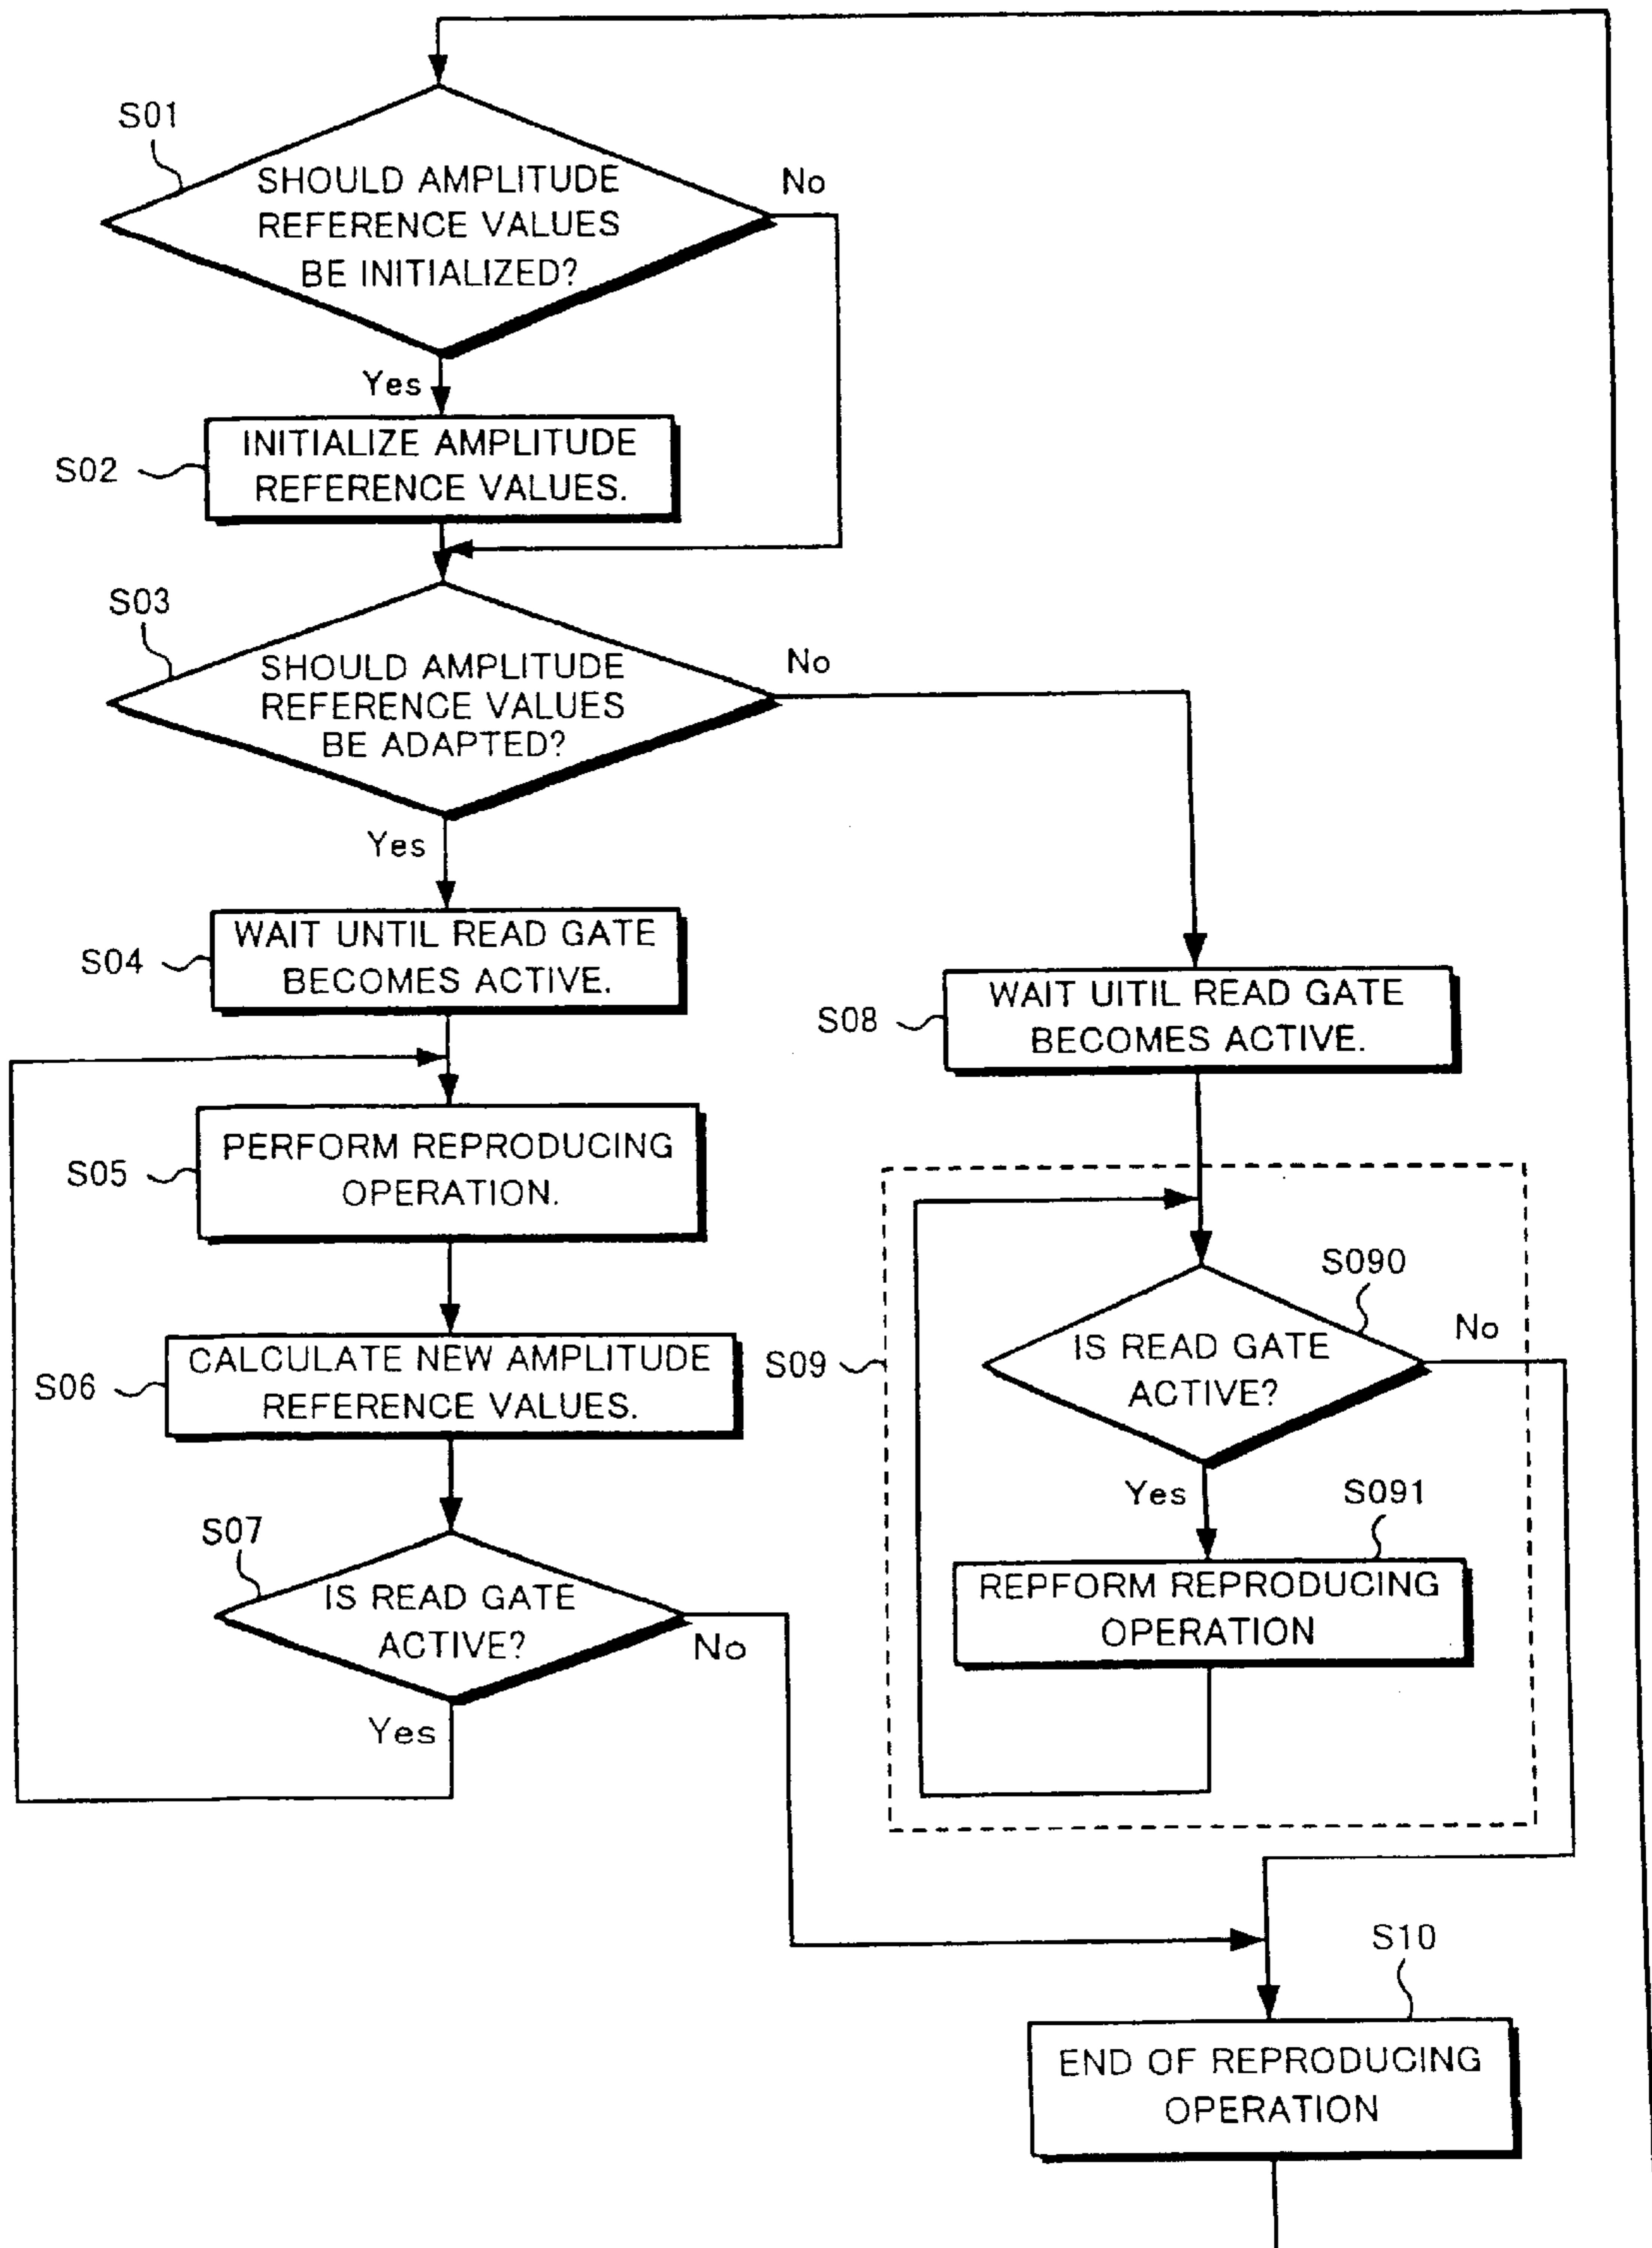 S01
SHOULD AMPLITUDE
REFERENCE VALUES
BE INITIALIZED?
No
Yes
S02
INITIALIZE AMPLITUDE
REFERENCE VALUES.
S03
SHOULD AMPLITUDE
REFERENCE VALUES
BE ADAPTED?
No
Yes
S04
WAIT UNTIL READ GATE
BECOMES ACTIVE.
S05
PERFORM REPRODUCING
OPERATION.
S06
CALCULATE NEW AMPLITUDE
REFERENCE VALUES.
S07
IS READ GATE
ACTIVE?
No
Yes
S08
WAIT UITIL READ GATE
BECOMES ACTIVE.
S09
S090
IS READ GATE
ACTIVE?
No
Yes
S091
REPFORM REPRODUCING
OPERATION
S10
END OF REPRODUCING
OPERATION